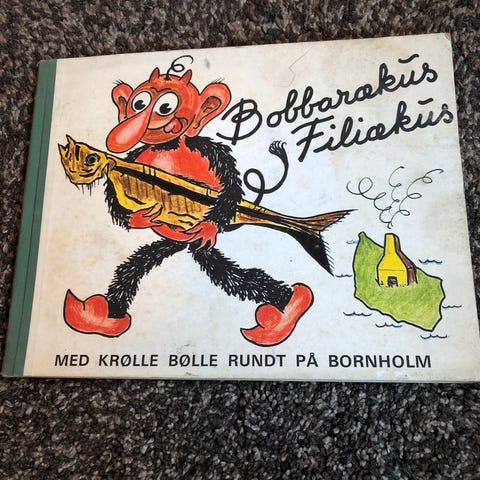 Bobbarækus
Filiækus
MED KRØLLE BØLLE RUNDT PÅ BORNHOLM